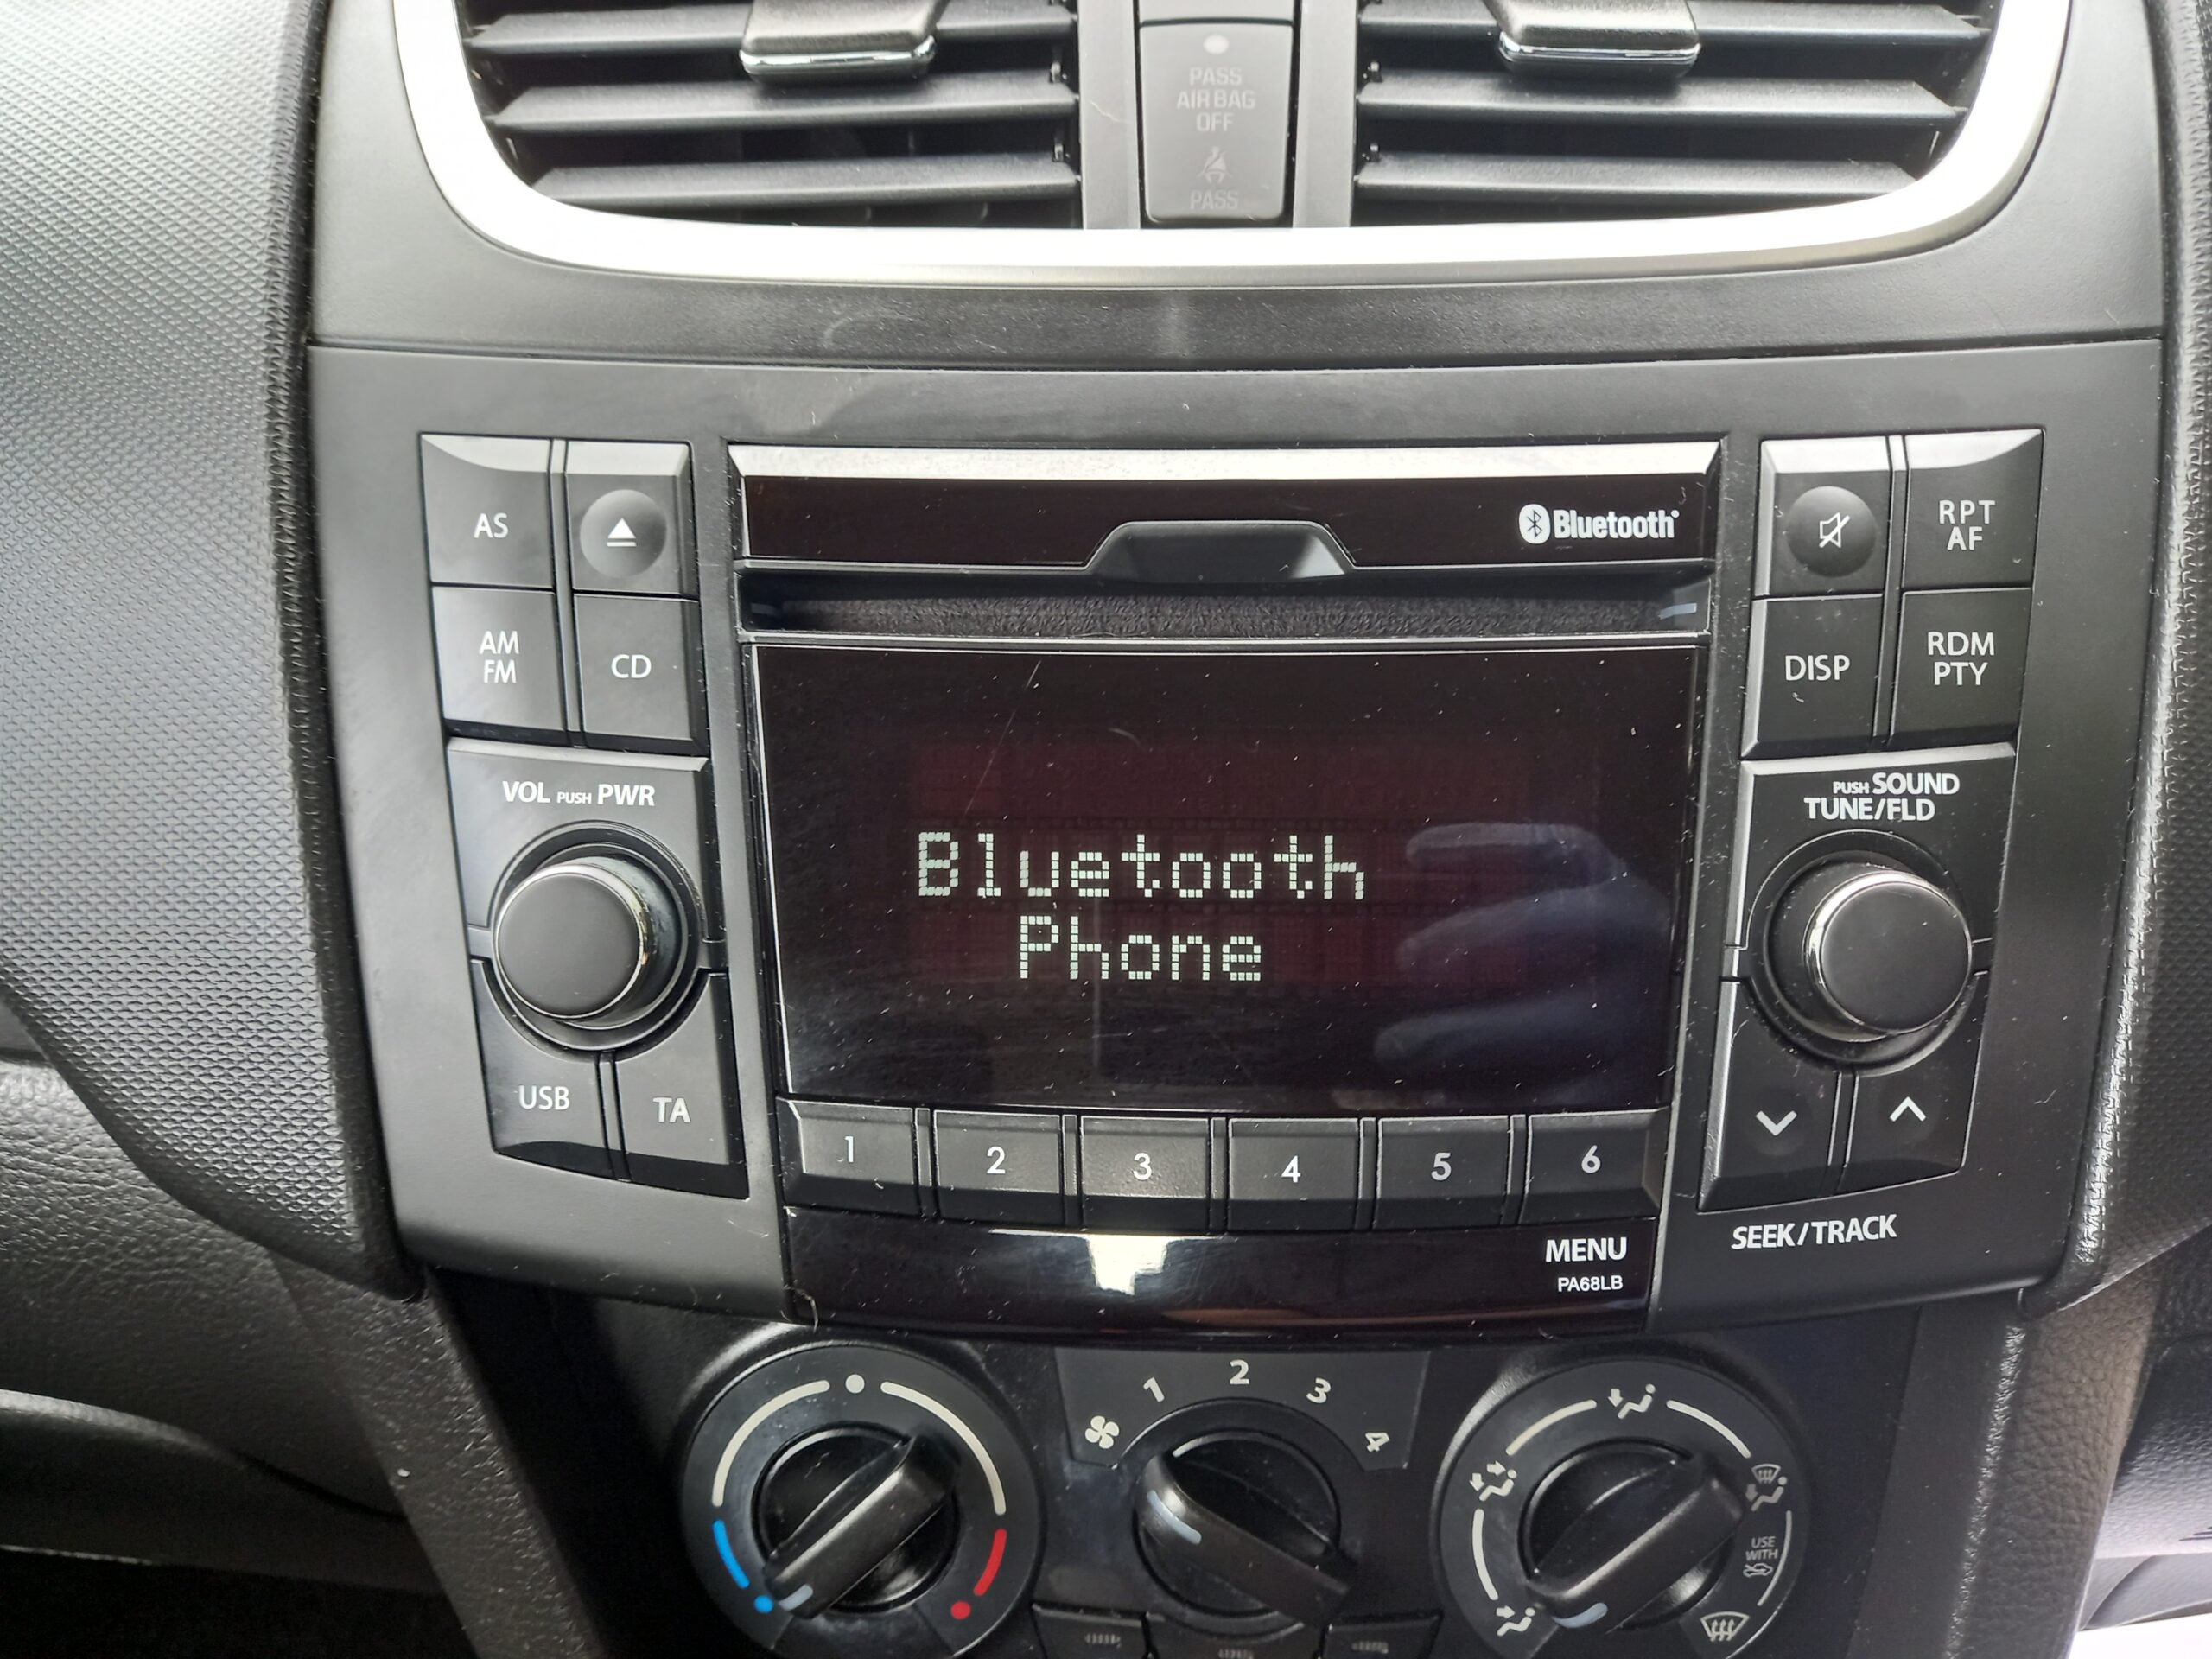 PASS
AIR BAG
OFF
PASS
AS
Bluetooth
RPT
AF
AM
FM
CD
DISP
RDM
PTY
VOL PUSH PWR
PUSH SOUND
TUNE/FLD
Bluetooth
Phone
USB
TA
1
2
3
4
5
6
SEEK/TRACK
MENU
PA68LB
1
2
3
4
USE
WITH